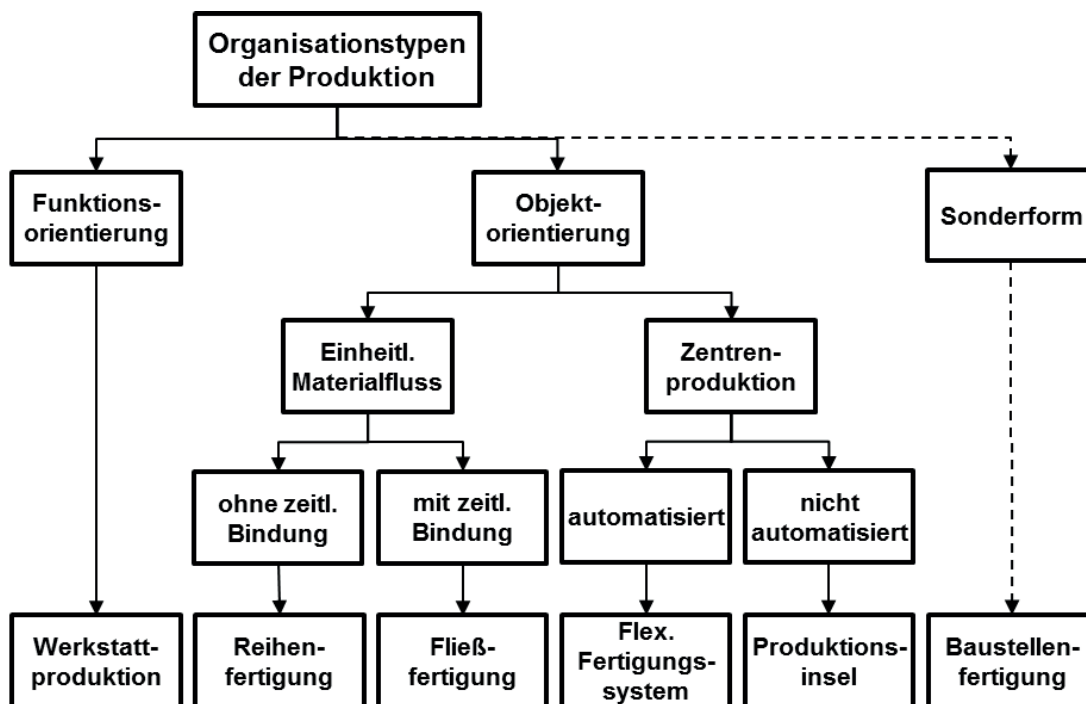 Organisationstypen
der Produktion
Funktions-
orientierung
Objekt-
orientierung
Sonderform
Einheitl.
Materialfluss
Zentren-
produktion
ohne zeitl.
Bindung
mit zeitl.
Bindung
automatisiert
nicht
automatisiert
Werkstatt-
produktion
Reihen-
fertigung
Fließ-
fertigung
Flex.
Fertigungs-
system
Produktions-
insel
Baustellen-
fertigung